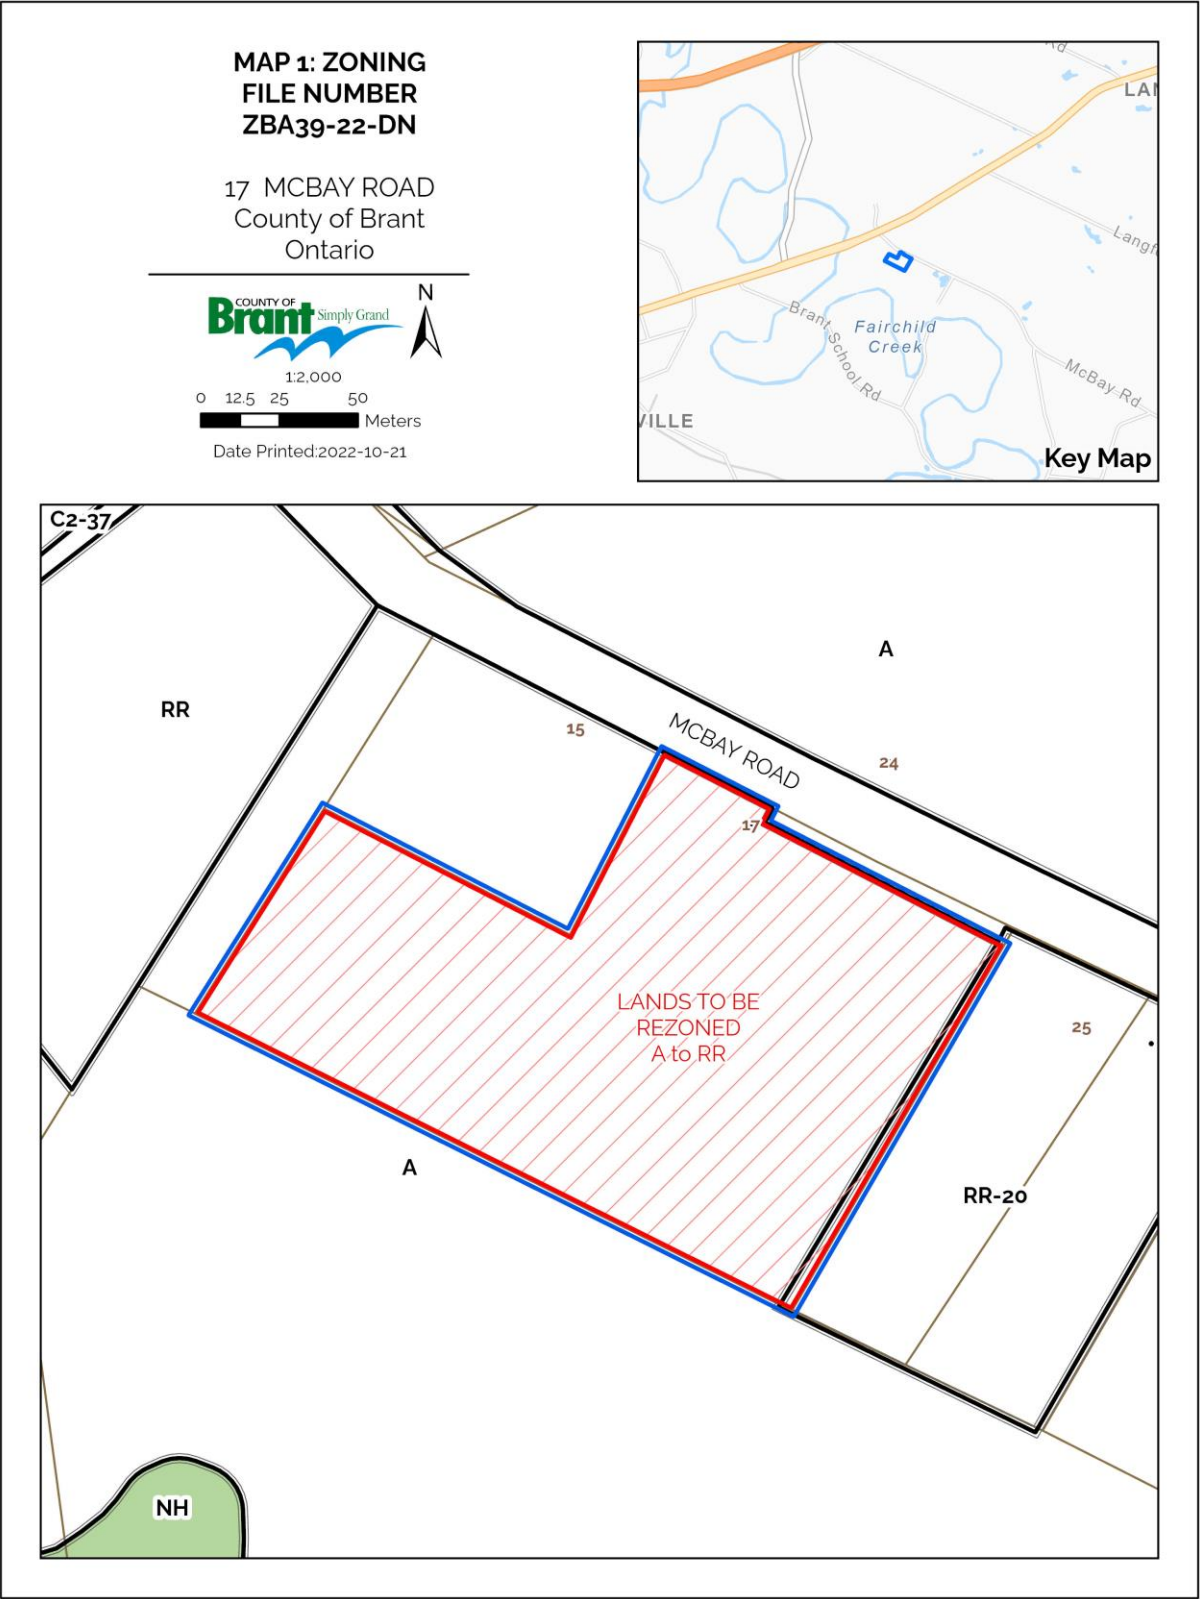 MAP 1: ZONING
FILE NUMBER
ZBA39-22-DN
17 MCBAY ROAD
County of Brant
Ontario
COUNTY OF
Brant Simply Grand
N
1:2,000
0 12.5 25 50
Meters
Date Printed:2022-10-21
Rd
LAN
Langf
Brant School Rd
Fairchild
Creek
McBay Rd
VILLE
Key Map
C2-37
A
RR
15
MCBAY ROAD
24
17
LANDS TO BE
REZONED
A to RR
25
A
RR-20
NH